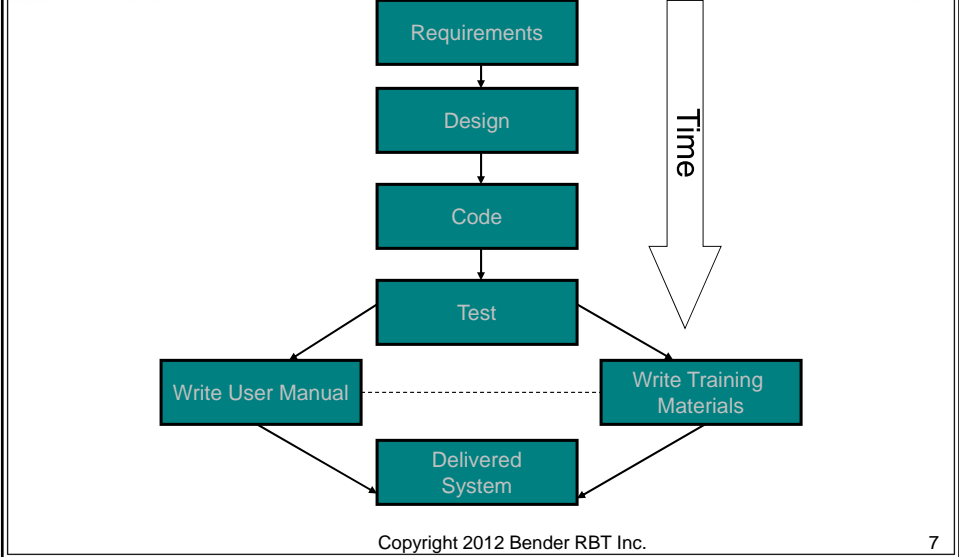 Requirements
Design
Time
Code
Test
Write User Manual
Write Training
Materials
Delivered
System
Copyright 2012 Bender RBT Inc.
7